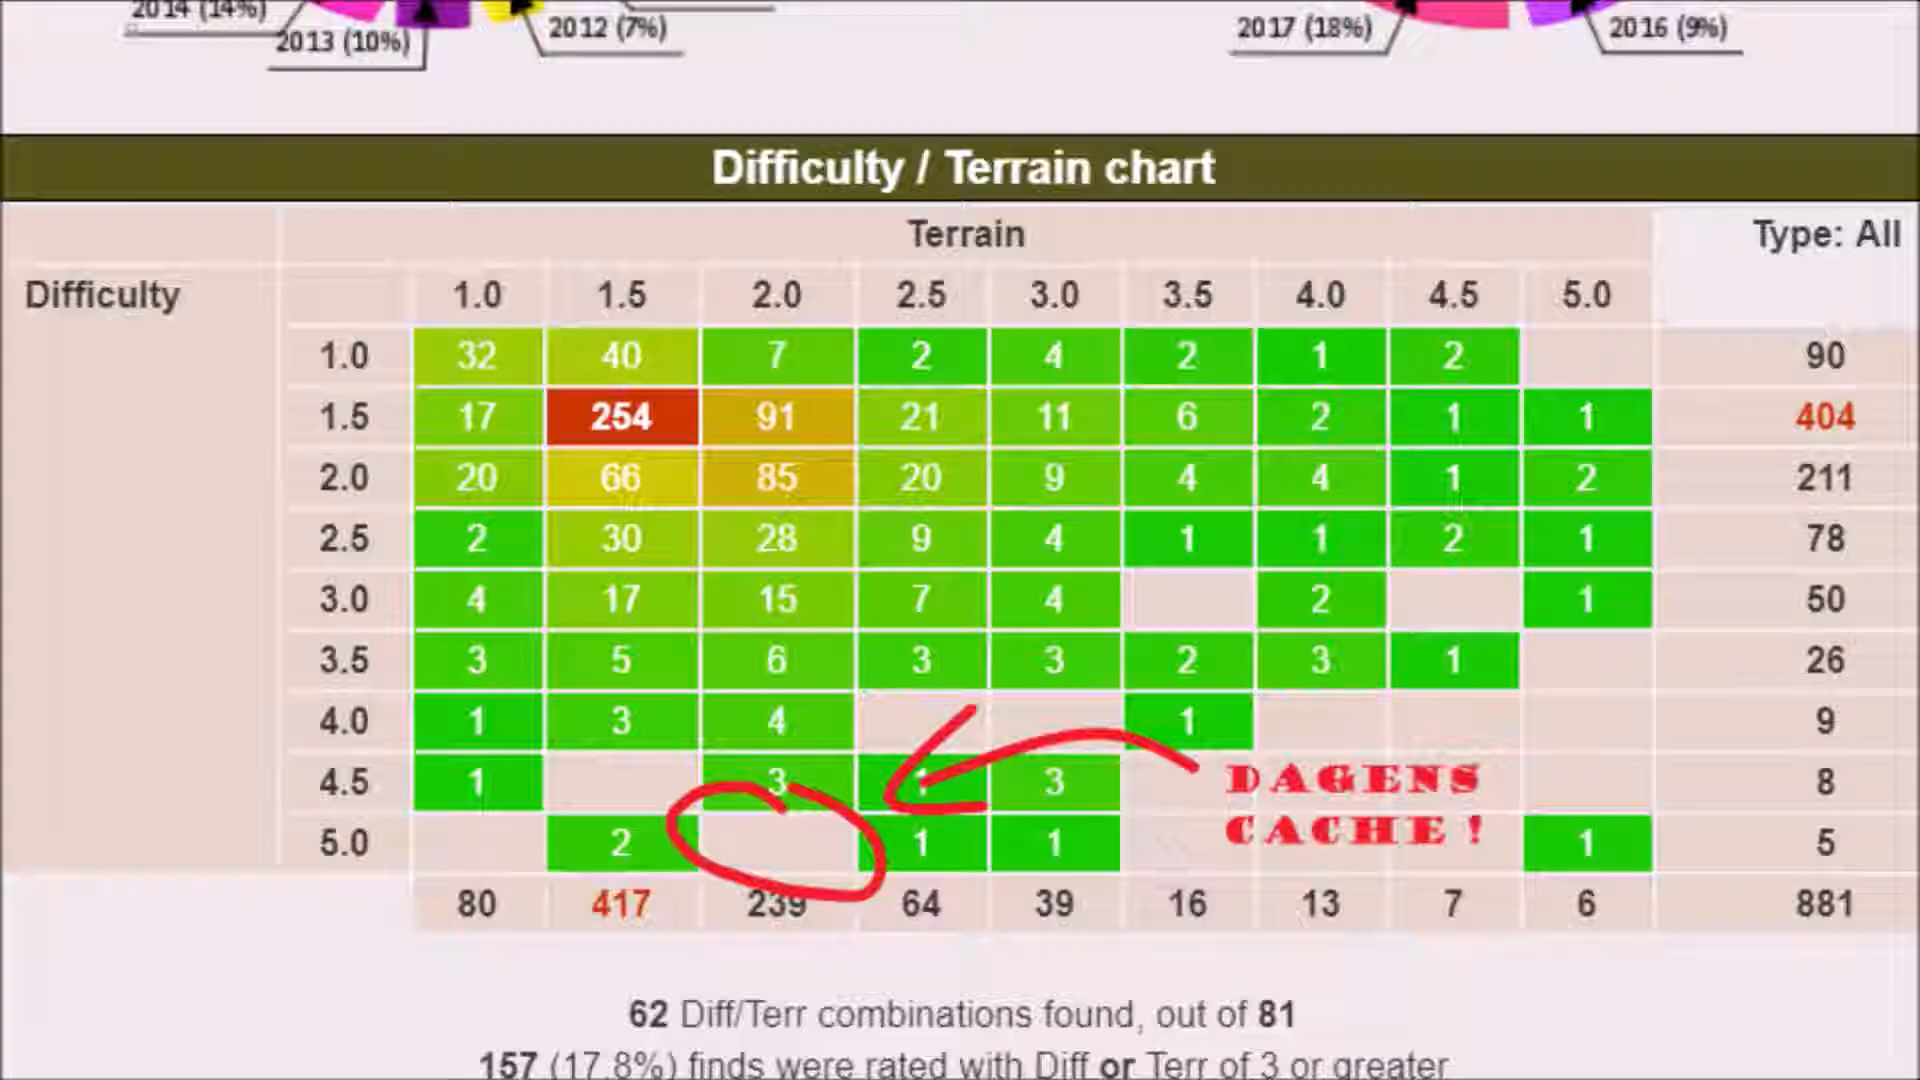 2014 (14%)
2013 (10%)
2012 (7%)
2017 (18%)
2016 (9%)
Difficulty / Terrain chart
Terrain
Type: All
Difficulty
1.0 1.5 2.0 2.5 3.0 3.5 4.0 4.5 5.0
1.0 32 40 7 2 4 2 1 2 90
1.5 17 254 91 21 11 6 2 1 1 404
2.0 20 66 85 20 9 4 4 1 2 211
2.5 2 30 28 9 4 1 1 2 1 78
3.0 4 17 15 7 4 2 1 50
3.5 3 5 6 3 3 2 3 1 26
4.0 1 3 4 1 9
4.5 1 3 1 3 8
DAGENS
CACHE !
5.0 2 1 1 1 5
80 417 239 64 39 16 13 7 6 881
62 Diff/Terr combinations found, out of 81
157 (17.8%) finds were rated with Diff or Terr of 3 or greater